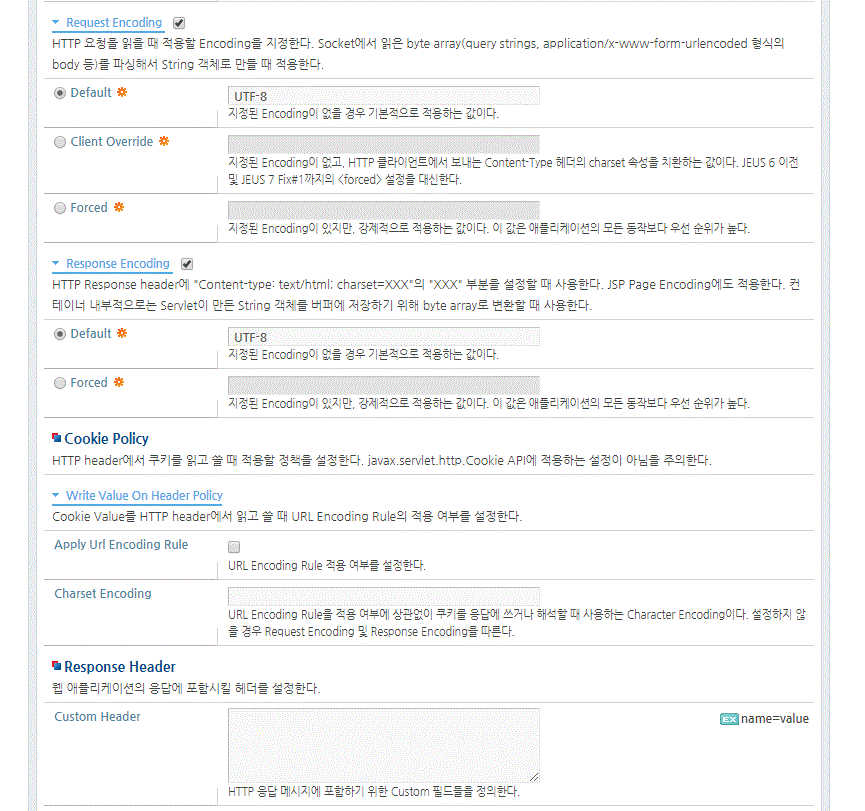 Request Encoding
HTTP 요청을 읽을 때 적용할 Encoding을 지정한다. Socket에서 읽은 byte array(query strings, application/x-www-form-urlencoded 형식의
body 등)를 파싱해서 String 객체로 만들 때 적용한다.
Default
UTF-8
지정된 Encoding이 없을 경우 기본적으로 적용하는 값이다.
Client Override
지정된 Encoding이 없고, HTTP 클라이언트에서 보내는 Content-Type 헤더의 charset 속성을 치환하는 값이다. JEUS 6 이전
및 JEUS 7 Fix#1까지의 <forced> 설정을 대신한다.
Forced
지정된 Encoding이 있지만, 강제적으로 적용하는 값이다. 이 값은 애플리케이션의 모든 동작보다 우선 순위가 높다.
Response Encoding
HTTP Response header에 "Content-type: text/html; charset=XXX"의 "XXX" 부분을 설정할 때 사용한다. JSP Page Encoding에도 적용한다. 컨
테이너 내부적으로는 Servlet이 만든 String 객체를 버퍼에 저장하기 위해 byte array로 변환할 때 사용한다.
Default
UTF-8
지정된 Encoding이 없을 경우 기본적으로 적용하는 값이다.
Forced
지정된 Encoding이 있지만, 강제적으로 적용하는 값이다. 이 값은 애플리케이션의 모든 동작보다 우선 순위가 높다.
Cookie Policy
HTTP header에서 쿠키를 읽고 쓸 때 적용할 정책을 설정한다. javax.servlet.http.Cookie API에 적용하는 설정이 아님을 주의한다.
Write Value On Header Policy
Cookie Value를 HTTP header에서 읽고 쓸 때 URL Encoding Rule의 적용 여부를 설정한다.
Apply Url Encoding Rule
URL Encoding Rule 적용 여부를 설정한다.
Charset Encoding
URL Encoding Rule을 적용 여부에 상관없이 쿠키를 응답에 쓰거나 해석할 때 사용하는 Character Encoding이다. 설정하지 않
을 경우 Request Encoding 및 Response Encoding을 따른다.
Response Header
웹 애플리케이션의 응답에 포함시킬 헤더를 설정한다.
Custom Header
EX name=value
HTTP 응답 메시지에 포함하기 위한 Custom 필드들을 정의한다.